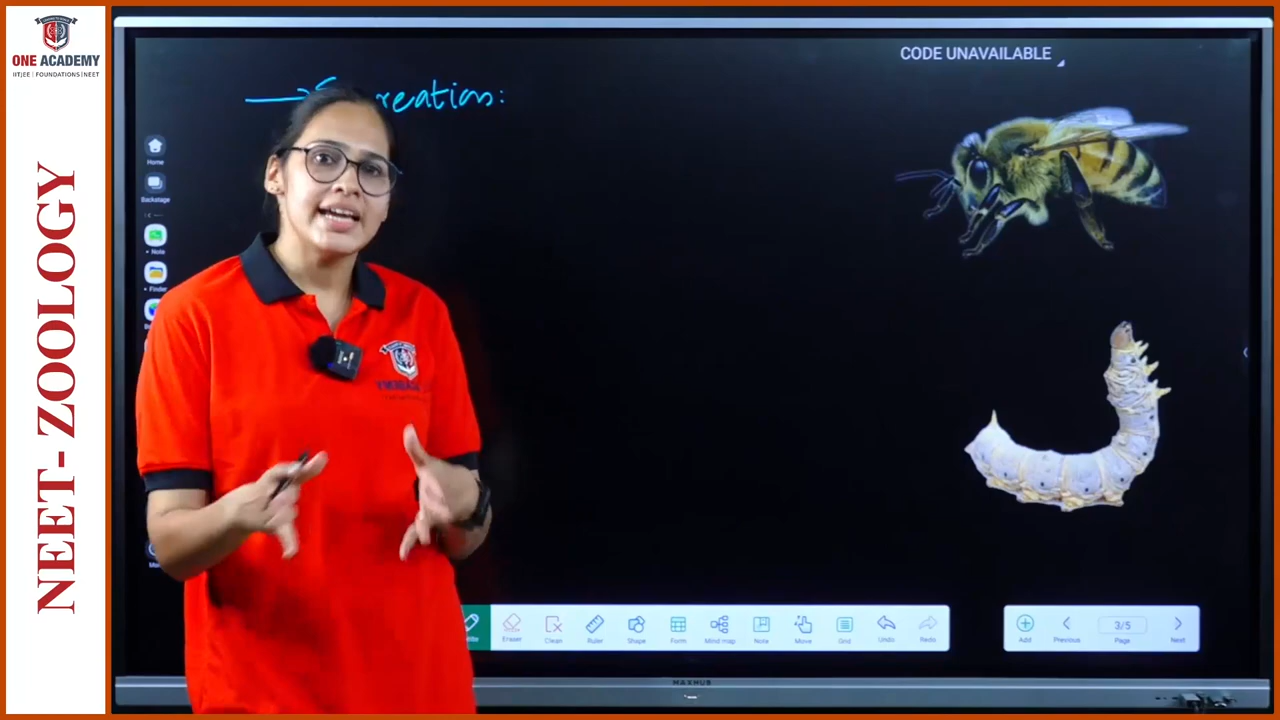 ONE ACADEMY
IIT|JEE | FOUNDATIONS|NEET
NEET- ZOOLOGY
CODE UNAVAILABLE
Home
Backstage
Note
Finder
Eraser
Clean
Ruler
Shape
Form
Mind map
Note
Move
Grid
Undo
Redo
Add
Previous
3/5
Page
Next
MAXHUB